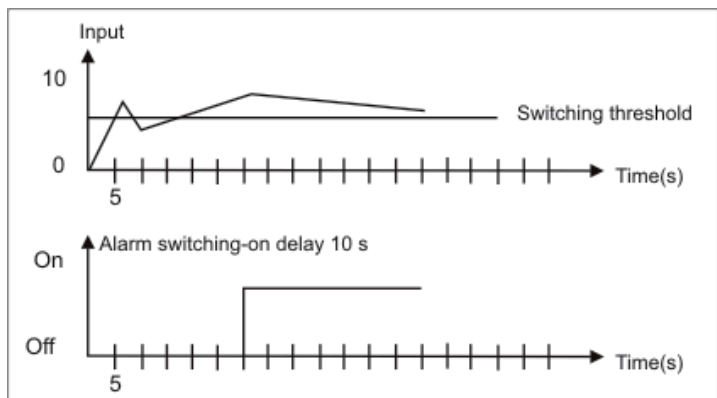 Input
10
Switching threshold
0
Time(s)
5
Alarm switching-on delay 10 s
On
Off
Time(s)
5